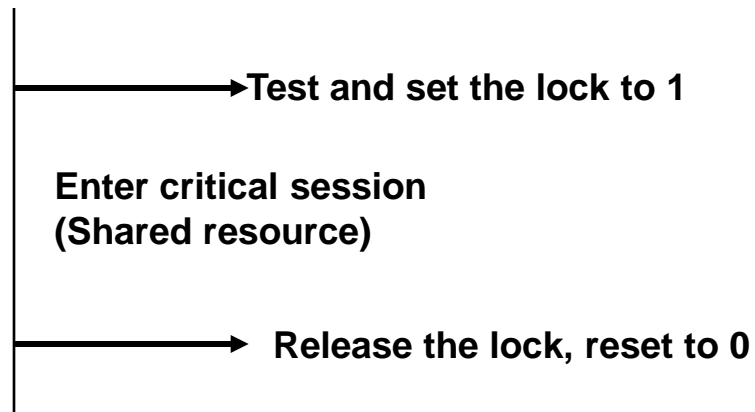 Test and set the lock to 1
Enter critical session
(Shared resource)
Release the lock, reset to 0